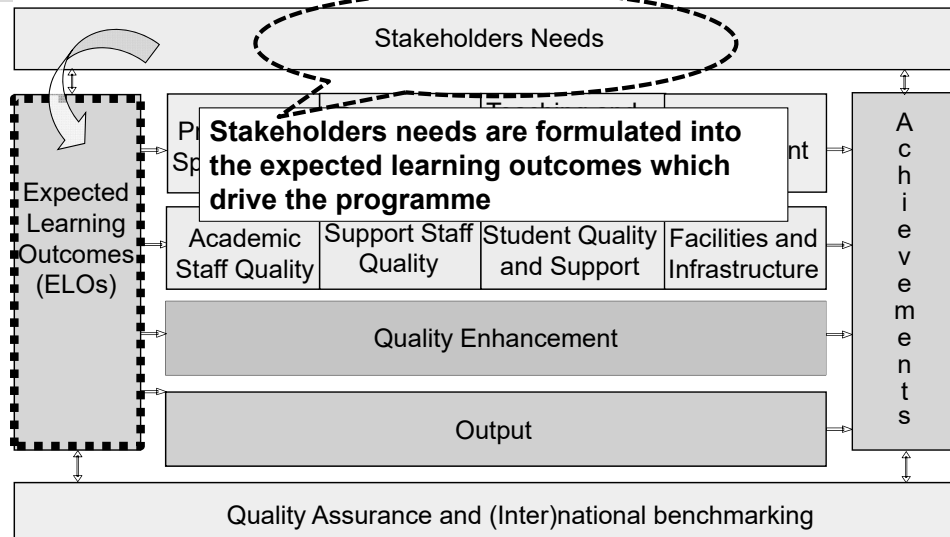 Stakeholders Needs
Stakeholders needs are formulated into
the expected learning outcomes which
drive the programme
Expected
Learning
Outcomes
(ELOs)
Academic
Staff Quality
Support Staff
Quality
Student Quality
and Support
Facilities and
Infrastructure
Quality Enhancement
Output
A
c
h
i
e
v
e
m
e
n
t
s
Quality Assurance and (Inter)national benchmarking